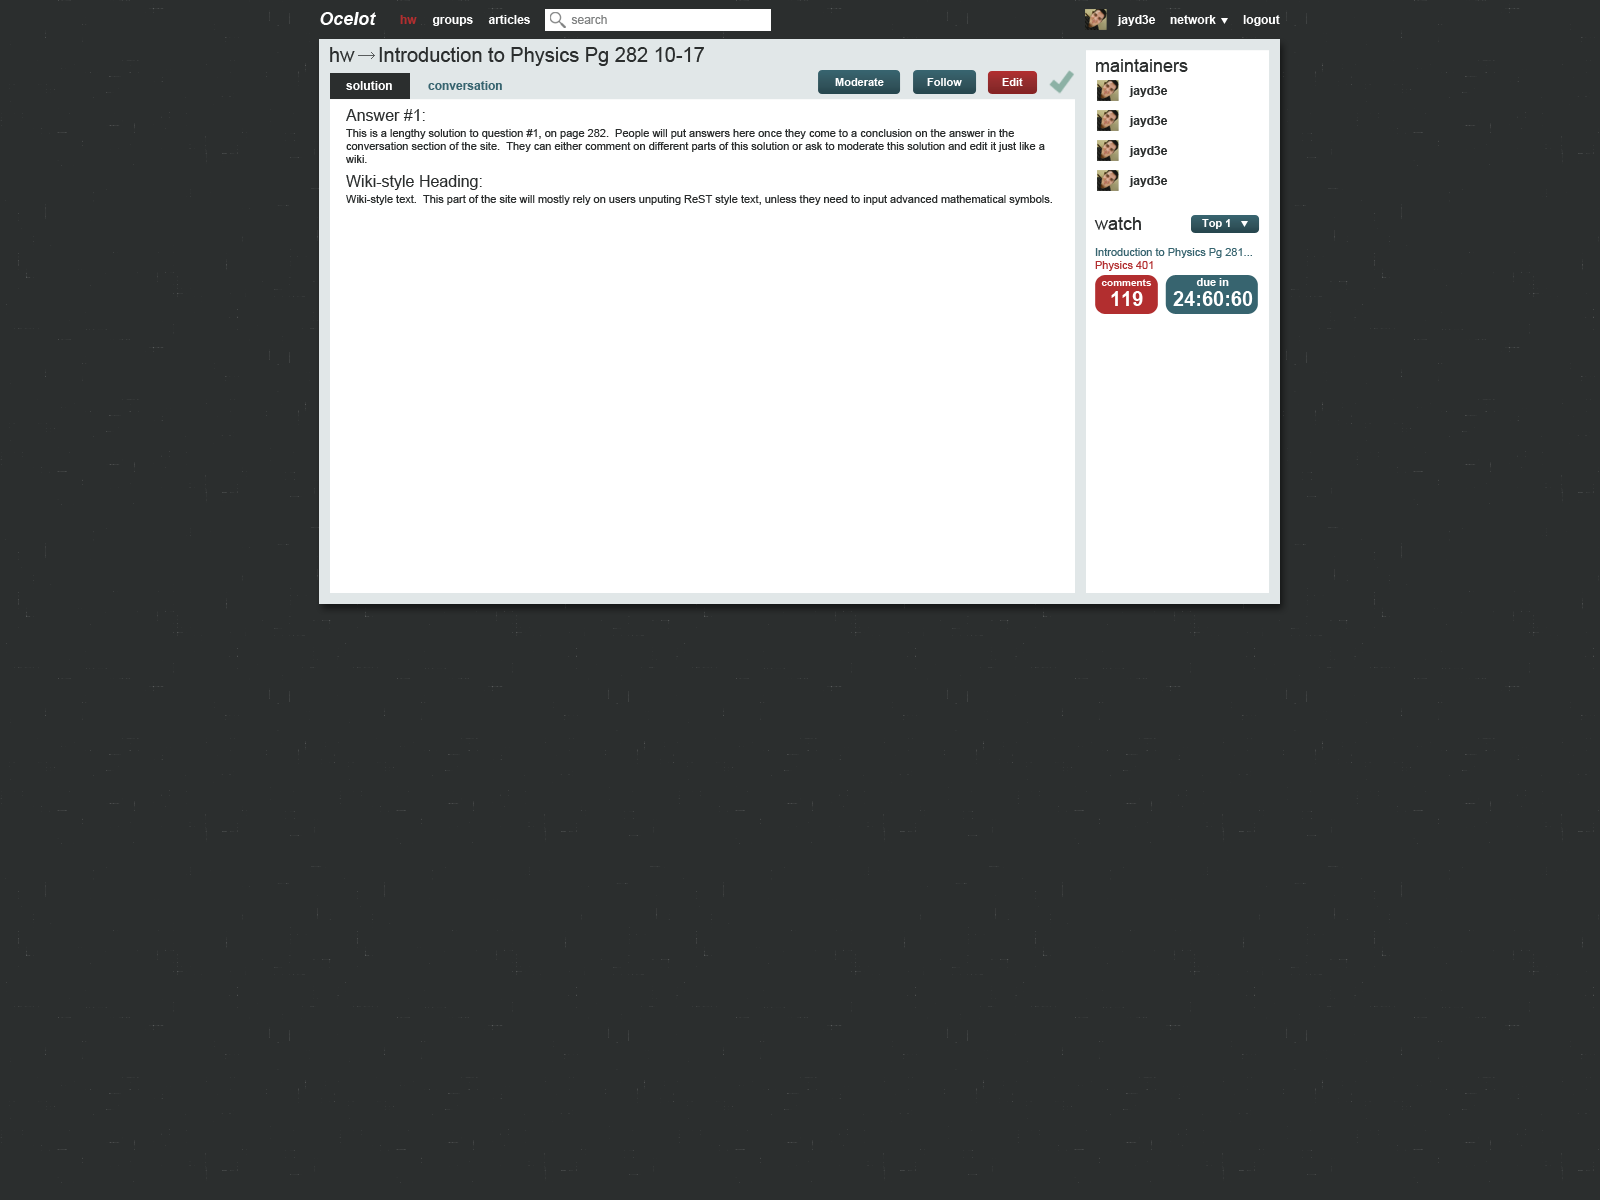 Ocelot hw groups articles search jayd3e network logout
hw→Introduction to Physics Pg 282 10-17
solution conversation Moderate Follow Edit
Answer #1:
This is a lengthy solution to question #1, on page 282.  People will put answers here once they come to a conclusion on the answer in the
conversation section of the site.  They can either comment on different parts of this solution or ask to moderate this solution and edit it just like a
wiki.
Wiki-style Heading:
Wiki-style text.  This part of the site will mostly rely on users unputing ReST style text, unless they need to input advanced mathematical symbols.
maintainers
jayd3e
jayd3e
jayd3e
jayd3e
watch Top 1
Introduction to Physics Pg 281...
Physics 401
comments
119
due in
24:60:60